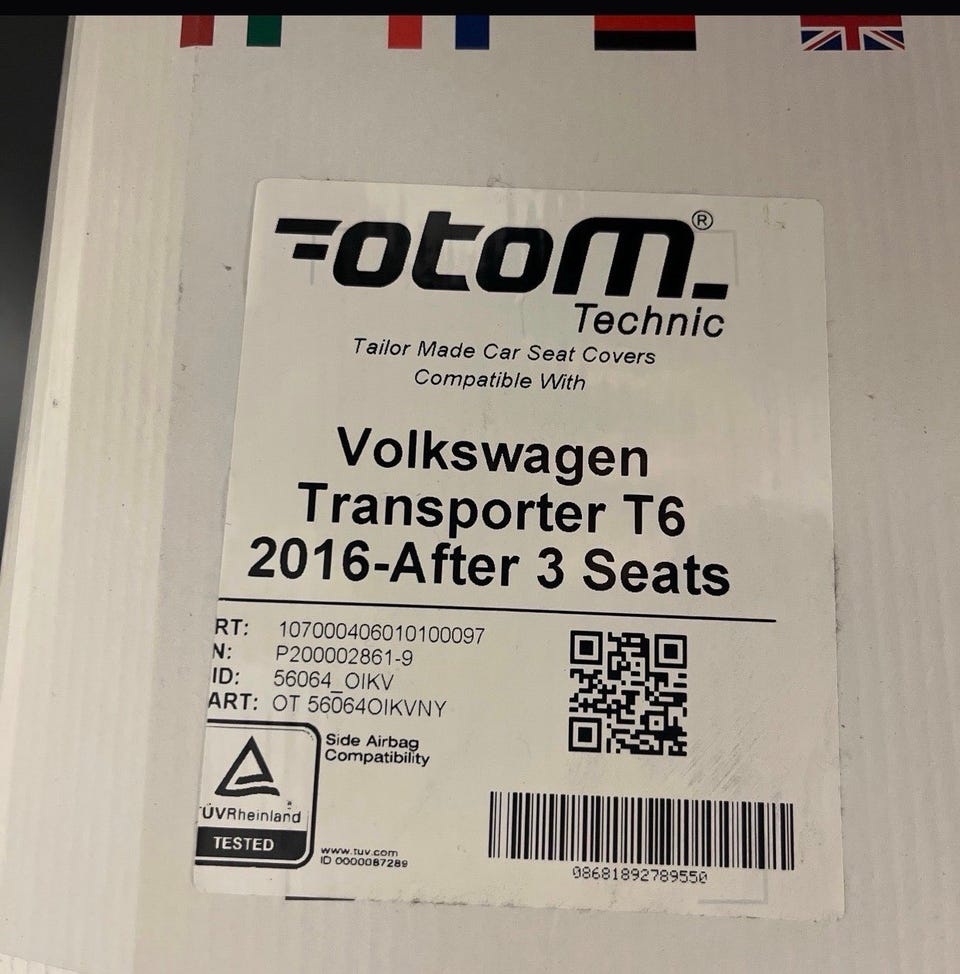 otom®
Technic
Tailor Made Car Seat Covers
Compatible With
Volkswagen
Transporter T6
2016-After 3 Seats
RT: 107000406010100097
N: P200002861-9
ID: 56064_OIKV
ART: OT 56064OIKVNY
Side Airbag
Compatibility
ÜVRheinland
TESTED
www.tuv.com
ID 0000087289
08681892789550